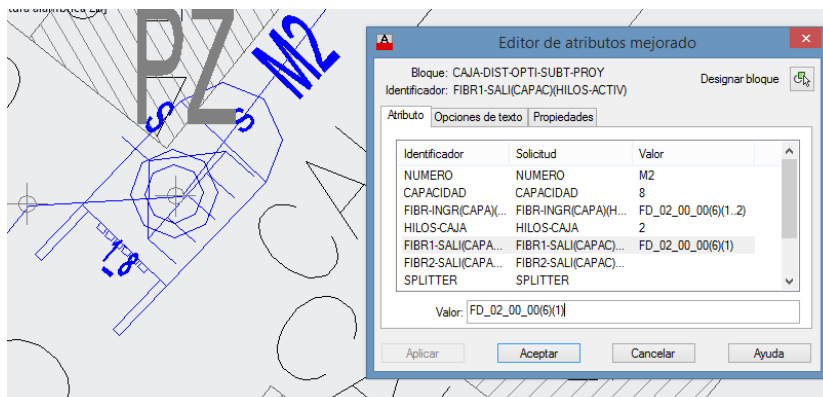 PZ
M2
S
S
1_8
Editor de atributos mejorado
Bloque: CAJA-DIST-OPTI-SUBT-PROY
Identificador: FIBR1-SALI(CAPAC)(HILOS-ACTIV)
Designar bloque
Atributo Opciones de texto Propiedades
Identificador Solicitud Valor
NUMERO NUMERO M2
CAPACIDAD CAPACIDAD 8
FIBR-INGR(CAPA)(... FIBR-INGR(CAPA)(H... FD_02_00_00(6)(1..2)
HILOS-CAJA HILOS-CAJA 2
FIBR1-SALI(CAPA... FIBR1-SALI(CAPAC)... FD_02_00_00(6)(1)
FIBR2-SALI(CAPA... FIBR2-SALI(CAPAC)...
SPLITTER SPLITTER
Valor: FD_02_00_00(6)(1)
Aplicar Aceptar Cancelar Ayuda